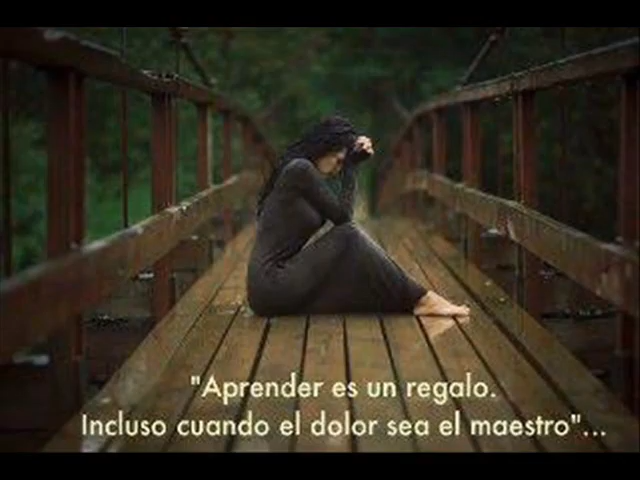 "Aprender es un regalo.
Incluso cuando el dolor sea el maestro"...